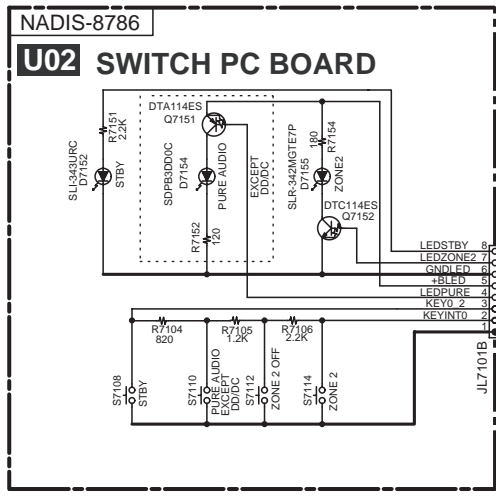 NADIS-8786
U02 SWITCH PC BOARD
R7151
2.2K
SLI-343URC
D7152
STBY
DTA114ES
Q7151
SDPB3DD0C
D7154
PURE AUDIO
R7152
120
EXCEPT
DD/DC
180
R7154
SLR-342MGTE7P
D7155
ZONE2
DTC114ES
Q7152
LEDSTBY 8
LEDZONE2 7
GNDLED 6
+BLED 5
LEDPURE 4
KEY0_2 3
KEYINT0 2
1
JL7101B
R7104
820
R7105
1.2K
R7106
2.2K
S7108
STBY
S7110
PURE AUDIO
EXCEPT
DD/DC
S7112
ZONE 2 OFF
S7114
ZONE 2